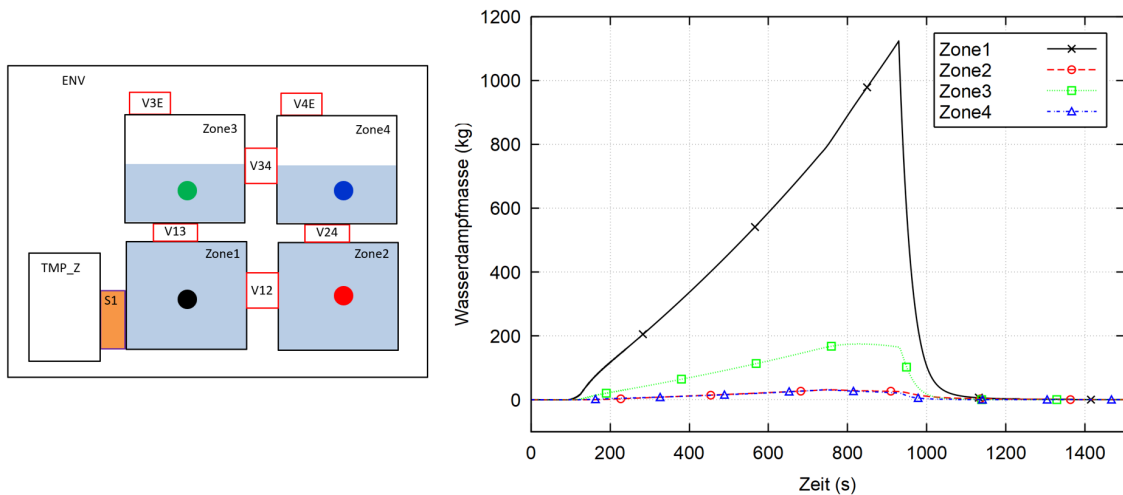 ENV
V3E
V4E
Zone3
Zone4
V34
V13
V24
Zone1
Zone2
TMP_Z
S1
V12
Wasserdampfmasse (kg)
1200
1000
800
600
400
200
0
0 200 400 600 800 1000 1200 1400
Zeit (s)
Zone1
Zone2
Zone3
Zone4